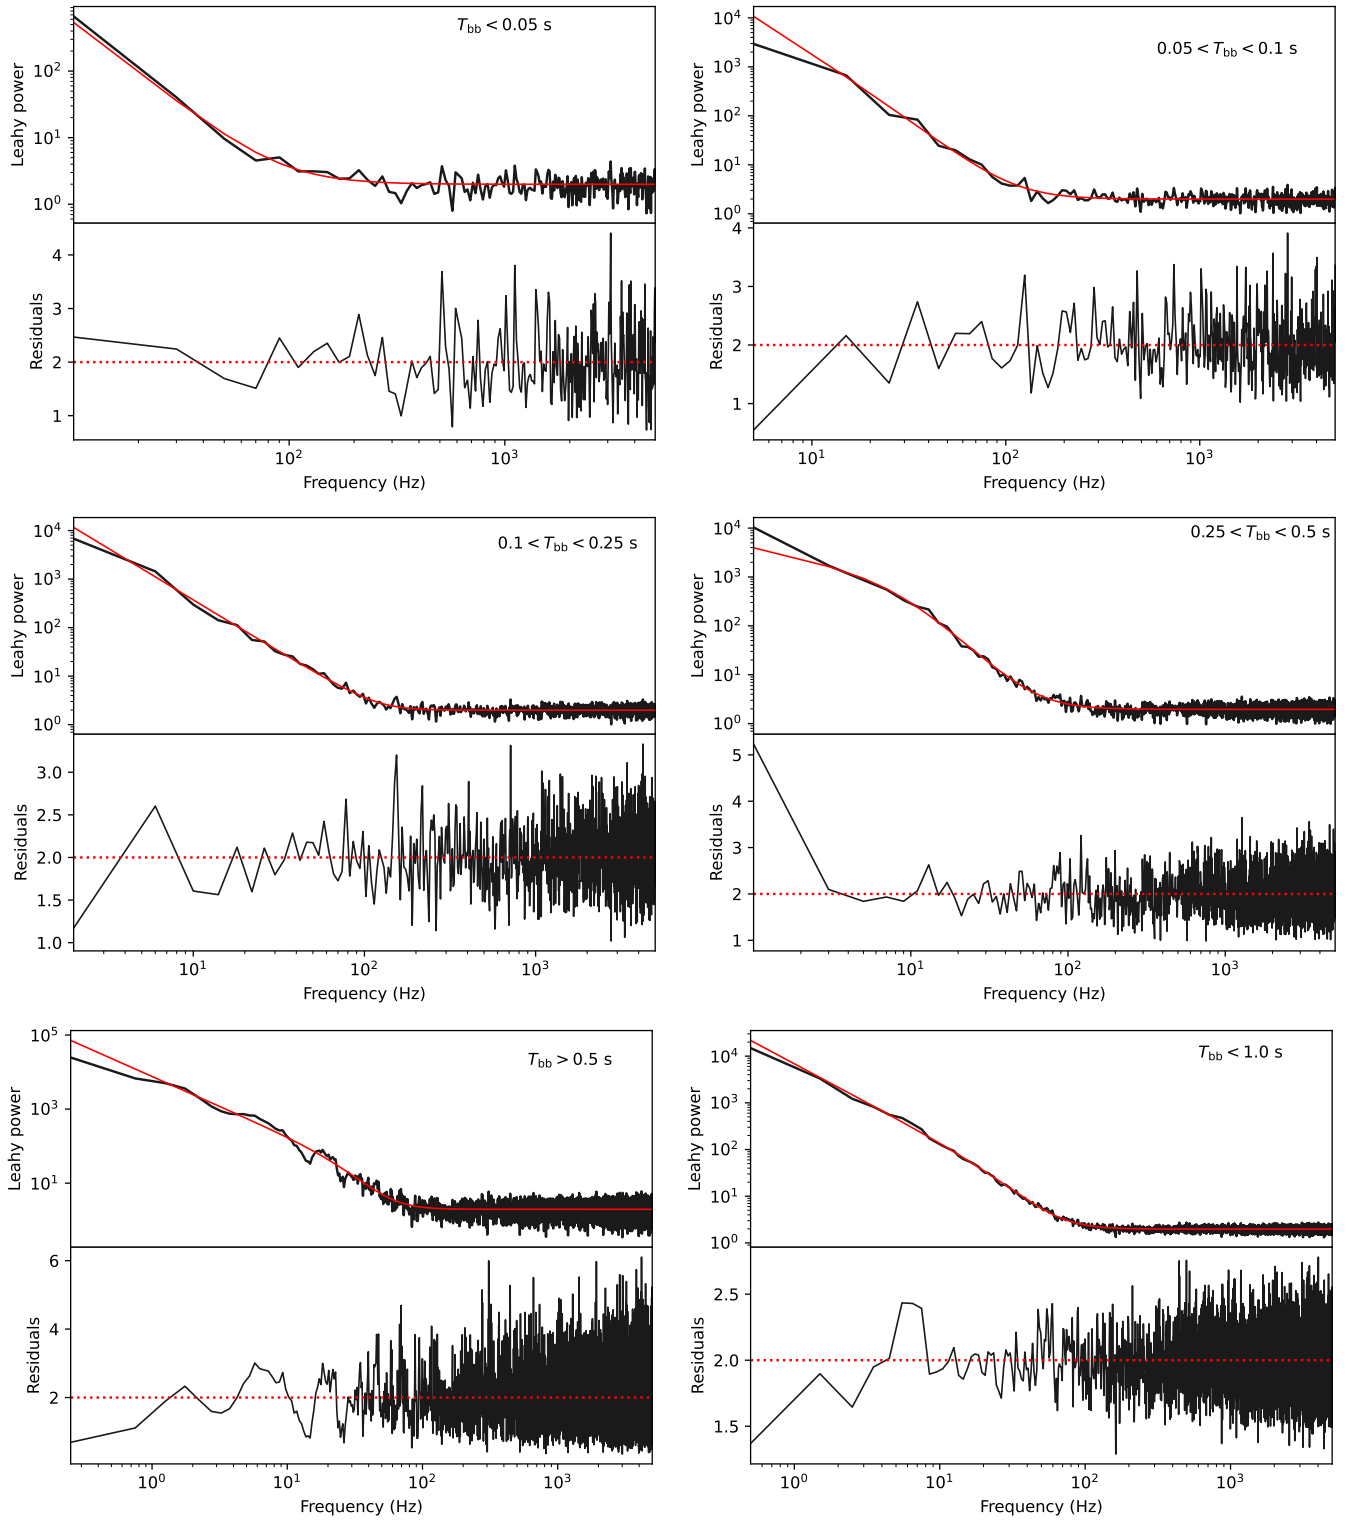 T_bb < 0.05 s
Leahy power
10^2
10^1
10^0
Residuals
4
3
2
1
10^2 10^3
Frequency (Hz)
0.05 < T_bb < 0.1 s
Leahy power
10^4
10^3
10^2
10^1
10^0
Residuals
4
3
2
1
10^1 10^2 10^3
Frequency (Hz)
0.1 < T_bb < 0.25 s
Leahy power
10^4
10^3
10^2
10^1
10^0
Residuals
3.0
2.5
2.0
1.5
1.0
10^1 10^2 10^3
Frequency (Hz)
0.25 < T_bb < 0.5 s
Leahy power
10^4
10^3
10^2
10^1
10^0
Residuals
5
4
3
2
1
10^1 10^2 10^3
Frequency (Hz)
T_bb > 0.5 s
Leahy power
10^5
10^3
10^1
Residuals
6
4
2
10^0 10^1 10^2 10^3
Frequency (Hz)
T_bb < 1.0 s
Leahy power
10^4
10^3
10^2
10^1
10^0
Residuals
2.5
2.0
1.5
10^0 10^1 10^2 10^3
Frequency (Hz)